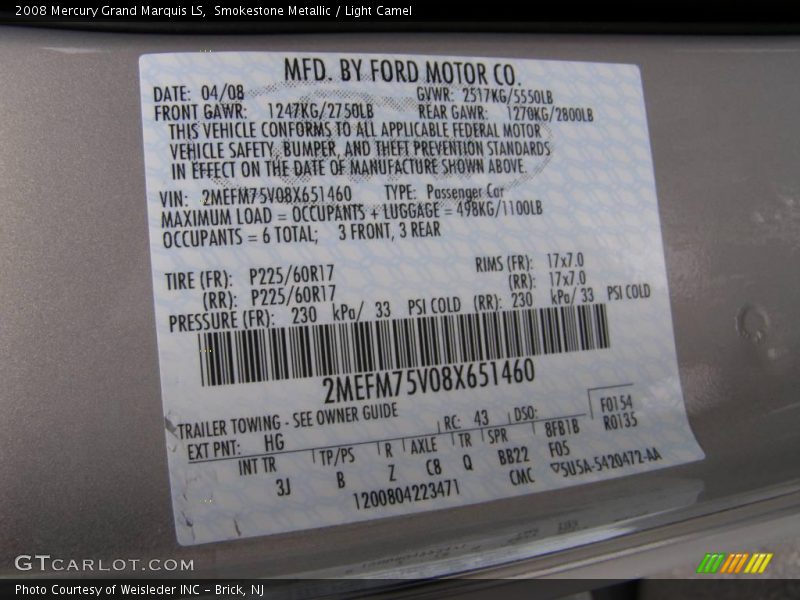 2008 Mercury Grand Marquis LS, Smokestone Metallic / Light Camel
MFD. BY FORD MOTOR CO.
DATE: 04/08 GVWR: 2517KG/5550LB
FRONT GAWR: 1247KG/2750LB REAR GAWR: 1270KG/2800LB
THIS VEHICLE CONFORMS TO ALL APPLICABLE FEDERAL MOTOR
VEHICLE SAFETY, BUMPER, AND THEFT PREVENTION STANDARDS
IN EFFECT ON THE DATE OF MANUFACTURE SHOWN ABOVE.
VIN: 2MEFM75V08X651460 TYPE: Passenger Car
MAXIMUM LOAD = OCCUPANTS + LUGGAGE = 498KG/1100LB
OCCUPANTS = 6 TOTAL; 3 FRONT, 3 REAR
TIRE (FR): P225/60R17 RIMS (FR): 17x7.0
(RR): P225/60R17 (RR): 17x7.0
PRESSURE (FR): 230 kPa/ 33 PSI COLD (RR): 230 kPa/ 33 PSI COLD
2MEFM75V08X651460
TRAILER TOWING - SEE OWNER GUIDE
EXT PNT: HG RC: 43 DSO: F0154
R0135
INT TR TP/PS R AXLE TR SPR 8FB1B
3J B Z C8 Q BB22 F05
1200804223471 CMC ▽5U5A-5420472-AA
GTCARLOT.COM
Photo Courtesy of Weisleder INC – Brick, NJ